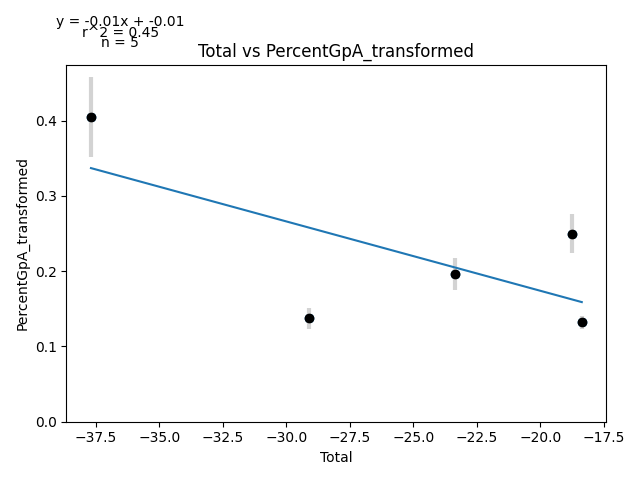 y = -0.01x + -0.01
r^2 = 0.45
n = 5
Total vs PercentGpA_transformed
PercentGpA_transformed
0.4
0.3
0.2
0.1
0.0
−37.5 −35.0 −32.5 −30.0 −27.5 −25.0 −22.5 −20.0 −17.5
Total